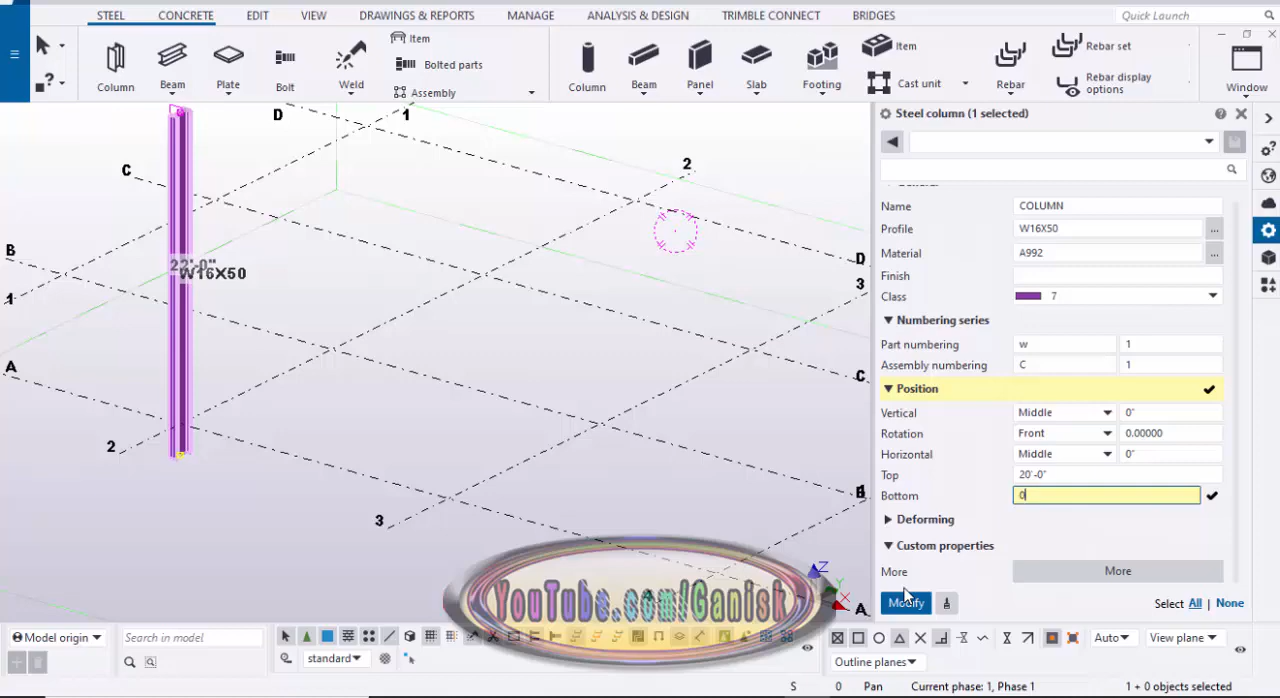 STEEL CONCRETE EDIT VIEW DRAWINGS & REPORTS MANAGE ANALYSIS & DESIGN TRIMBLE CONNECT BRIDGES Quick Launch
Item Item Rebar set
Bolted parts
Column Beam Plate Bolt Weld Column Beam Panel Slab Footing Cast unit Rebar Rebar display options Window
Assembly
D 1 2
C
B D
3
22'-0"
W16X50
1
A C
2
3
A
YouTube.com/Ganisk
Z
Y
X
Steel column (1 selected)
General
Name COLUMN
Profile W16X50 ...
Material A992 ...
Finish
Class 7
Numbering series
Part numbering w 1
Assembly numbering C 1
Position
Vertical Middle 0"
Rotation Front 0.00000
Horizontal Middle 0"
Top 20'-0"
Bottom 0
Deforming
Custom properties
More More
Modify Select All | None
Model origin Search in model
standard
Auto View plane
Outline planes
S 0 Pan Current phase: 1, Phase 1 1 + 0 objects selected